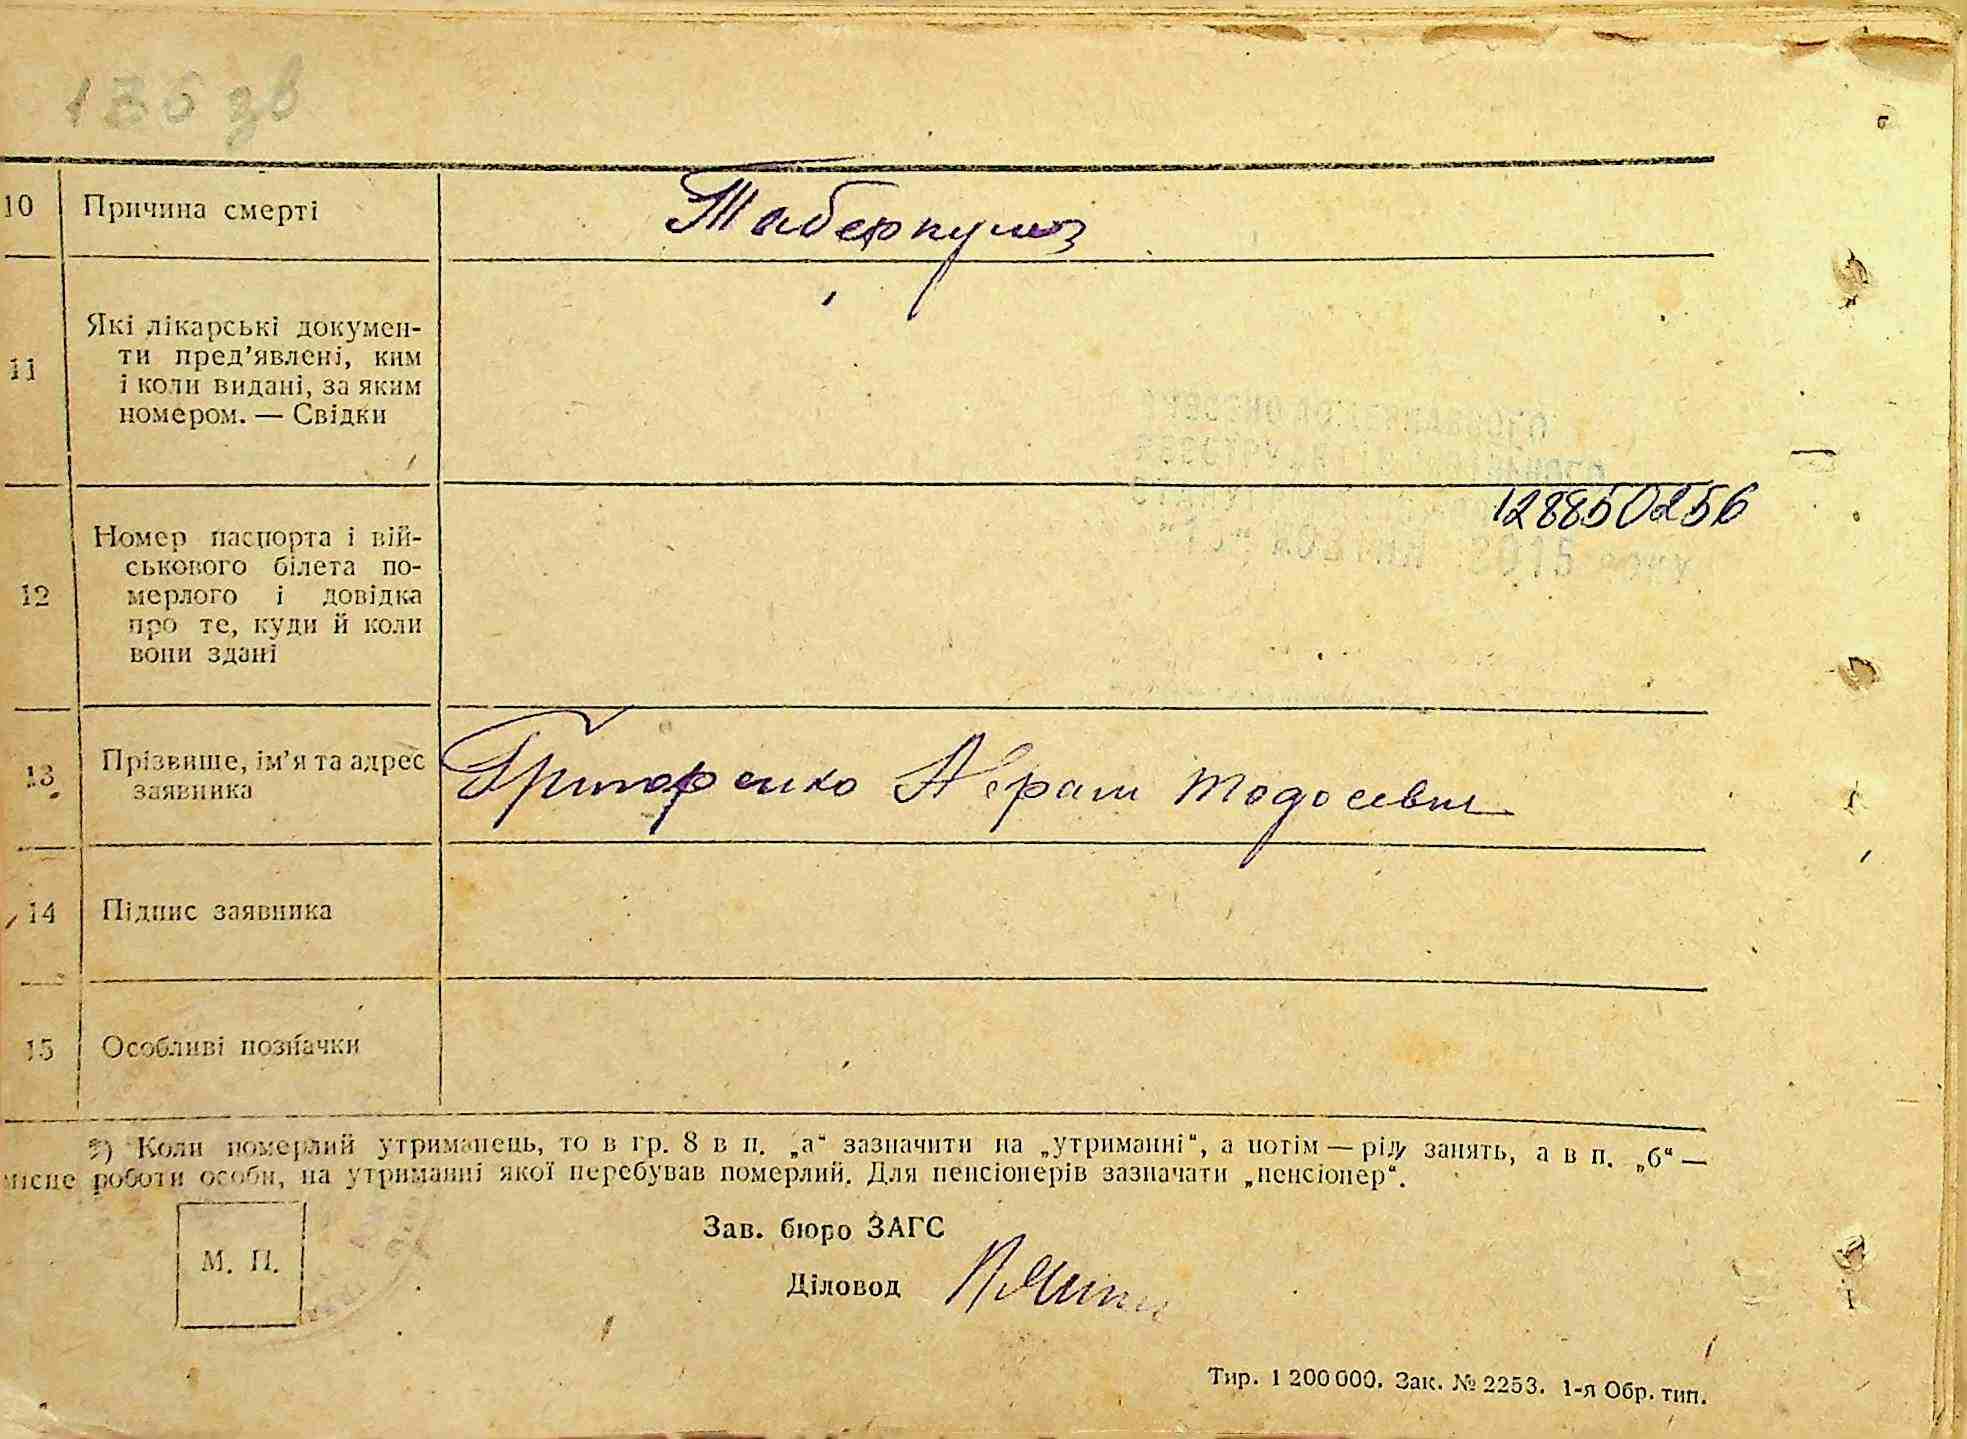 136 зв
10 Причина смерті Таберкульоз
11 Які лікарські докумен-
ти пред’явлені, ким
і коли видані, за яким
номером. — Свідки
128850256
12 Номер паспорта і вій-
ськового білета по-
мерлого і довідка
про те, куди й коли
вони здані
13 Прізвище, ім’я та адрес Григоренко Абрам Тодосевич
заявника
14 Підпис заявника
15 Особливі позначки
*) Коли померлий утриманець, то в гр. 8 в п. „а“ зазначити на „утриманні“, а потім — рід занять, а в п. „б“ —
місце роботи особи, на утриманні якої перебував померлий. Для пенсіонерів зазначати „пенсіонер“.
М. П.
Зав. бюро ЗАГС
Діловод
Тир. 1 200 000. Зак. № 2253. 1-я Обр. тип.